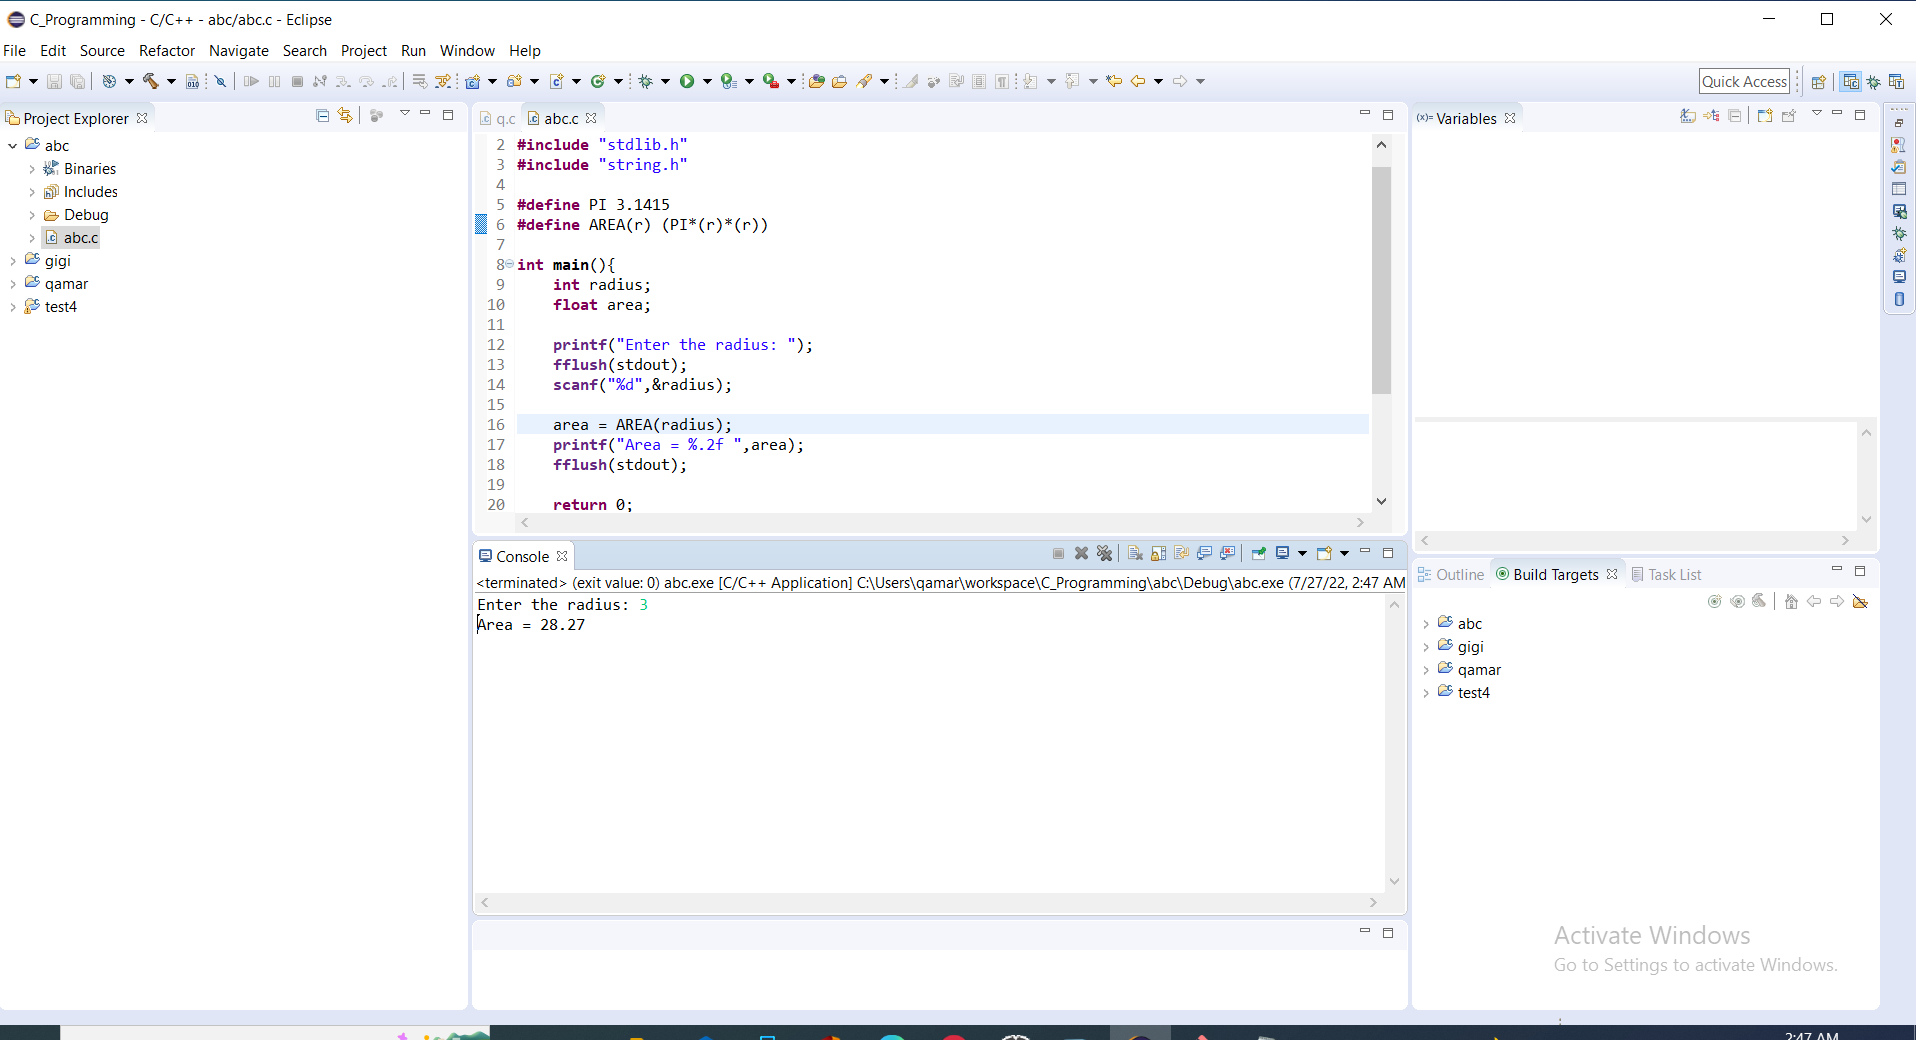 C_Programming - C/C++ - abc/abc.c - Eclipse
File Edit Source Refactor Navigate Search Project Run Window Help
Quick Access
Project Explorer
abc
Binaries
Includes
Debug
abc.c
gigi
qamar
test4
q.c abc.c
2 #include "stdlib.h"
3 #include "string.h"
4
5 #define PI 3.1415
6 #define AREA(r) (PI*(r)*(r))
7
8 int main(){
9 int radius;
10 float area;
11
12 printf("Enter the radius: ");
13 fflush(stdout);
14 scanf("%d",&radius);
15
16 area = AREA(radius);
17 printf("Area = %.2f ",area);
18 fflush(stdout);
19
20 return 0;
Console
<terminated> (exit value: 0) abc.exe [C/C++ Application] C:\Users\qamar\workspace\C_Programming\abc\Debug\abc.exe (7/27/22, 2:47 AM
Enter the radius: 3
Area = 28.27
(x)= Variables
Outline Build Targets Task List
abc
gigi
qamar
test4
Activate Windows
Go to Settings to activate Windows.
2:47 AM